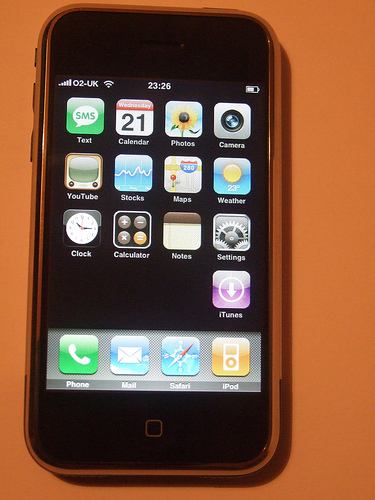 O2-UK 23:26
SMS Wednesday 21 280 23°
Text Calendar Photos Camera
YouTube Stocks Maps Weather
Clock Calculator Notes Settings
iTunes
Phone Mail Safari iPod